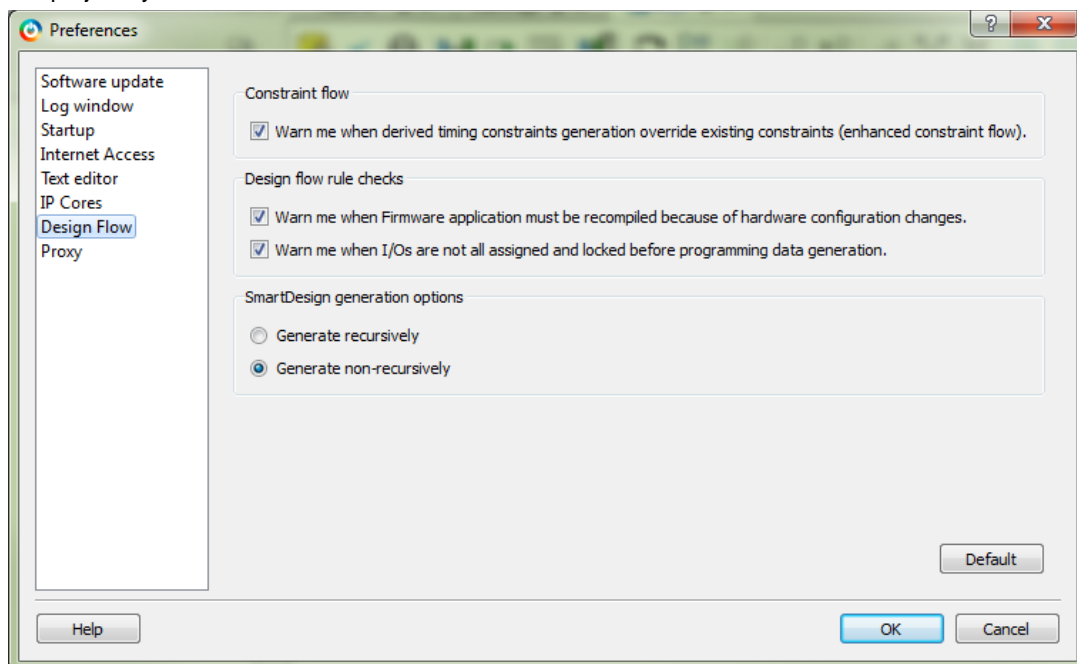 Preferences
?
X
Software update
Log window
Startup
Internet Access
Text editor
IP Cores
Design Flow
Proxy
Constraint flow
Warn me when derived timing constraints generation override existing constraints (enhanced constraint flow).
Design flow rule checks
Warn me when Firmware application must be recompiled because of hardware configuration changes.
Warn me when I/Os are not all assigned and locked before programming data generation.
SmartDesign generation options
Generate recursively
Generate non-recursively
Default
Help
OK
Cancel